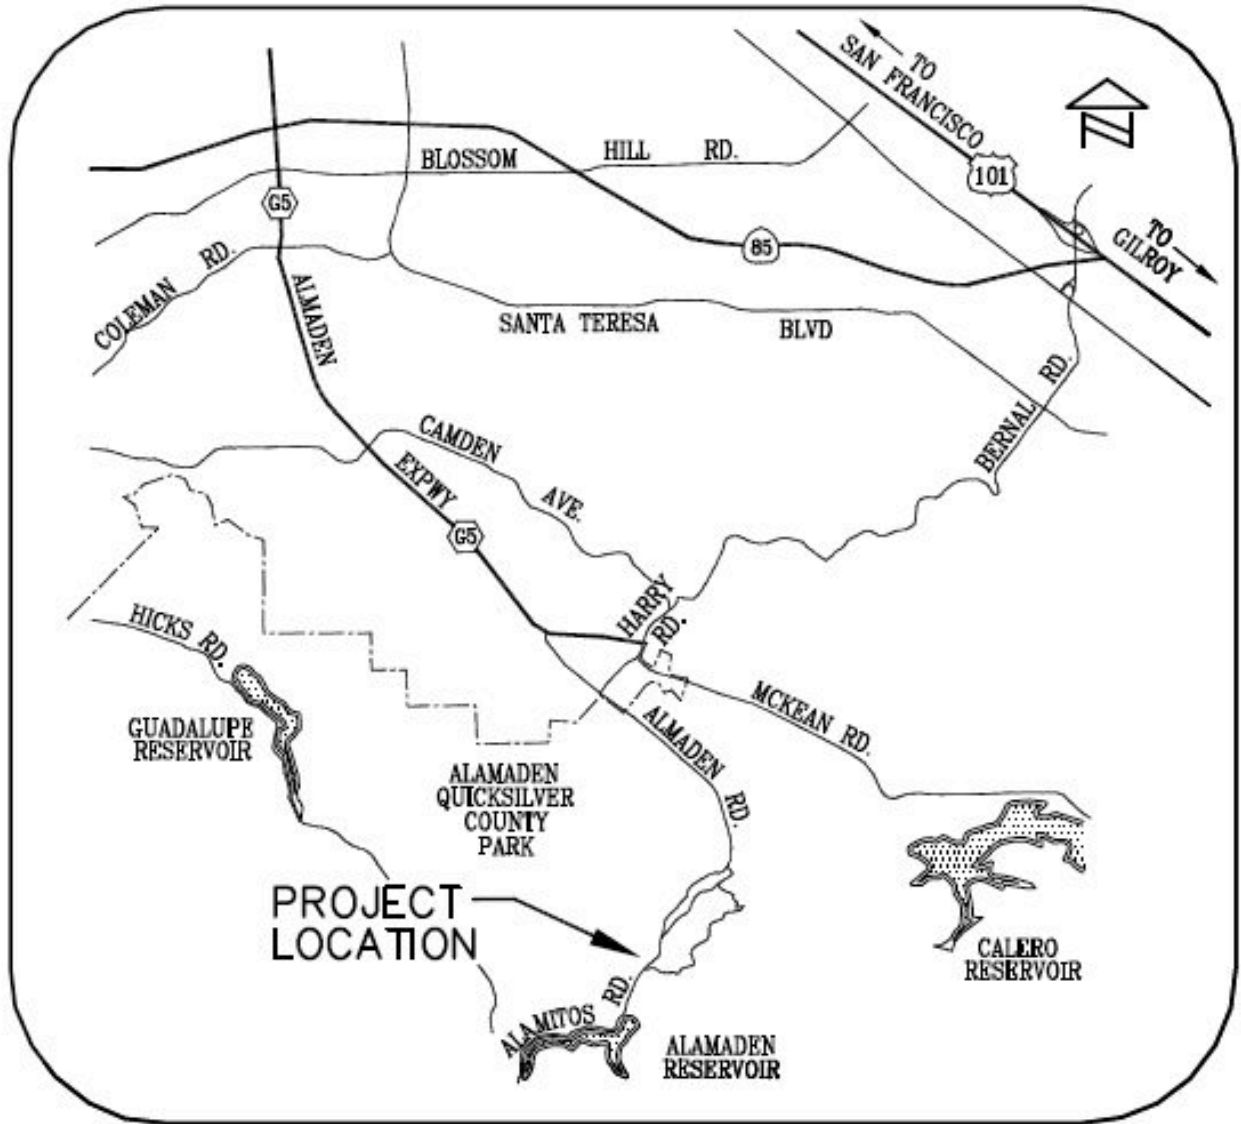 TO
SAN FRANCISCO
N
101
TO
GILROY
BLOSSOM HILL RD.
G5
COLEMAN RD.
85
ALMADEN
SANTA TERESA BLVD
BERNAL RD.
CAMDEN AVE.
EXPWY
G5
HARRY RD.
HICKS RD.
MCKEAN RD.
GUADALUPE
RESERVOIR
ALMADEN RD.
ALAMADEN
QUICKSILVER
COUNTY
PARK
PROJECT
LOCATION
CALERO
RESERVOIR
ALAMITOS RD.
ALAMADEN
RESERVOIR